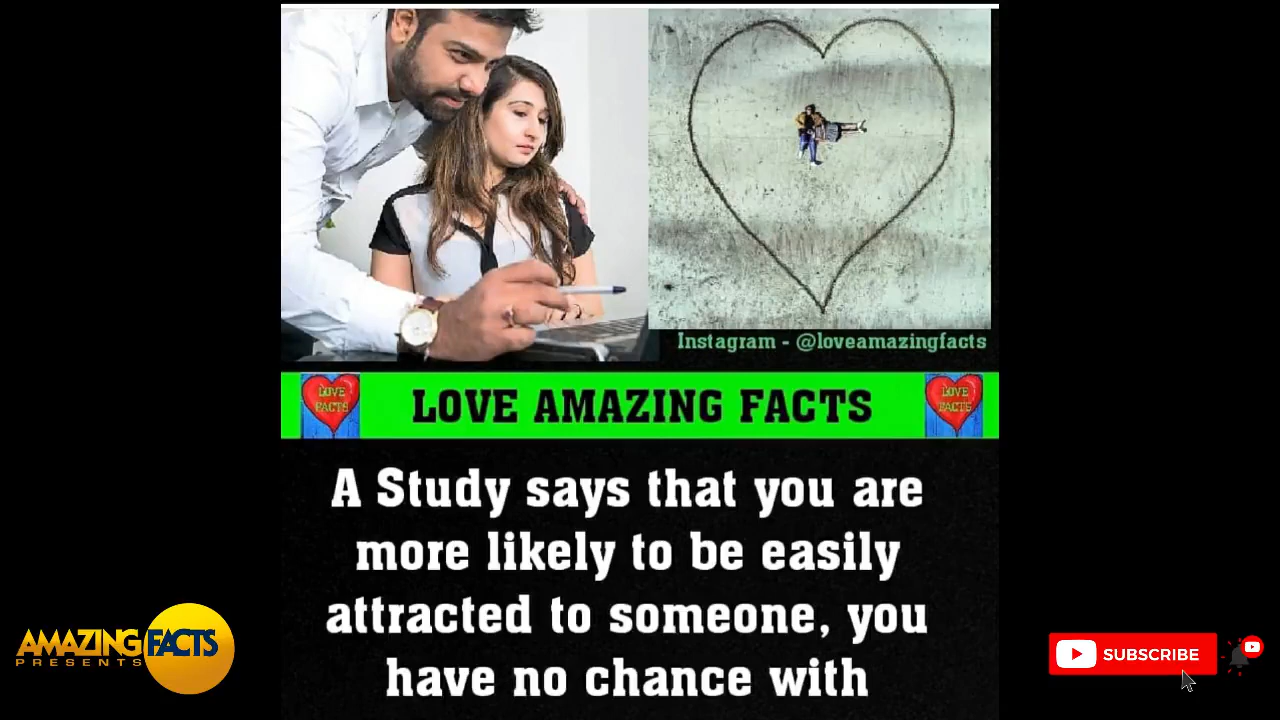 Instagram - @loveamazingfacts
LOVE
FACTS
LOVE AMAZING FACTS
LOVE
FACTS
A Study says that you are
more likely to be easily
attracted to someone, you
have no chance with
AMAZING FACTS
PRESENTS
SUBSCRIBE